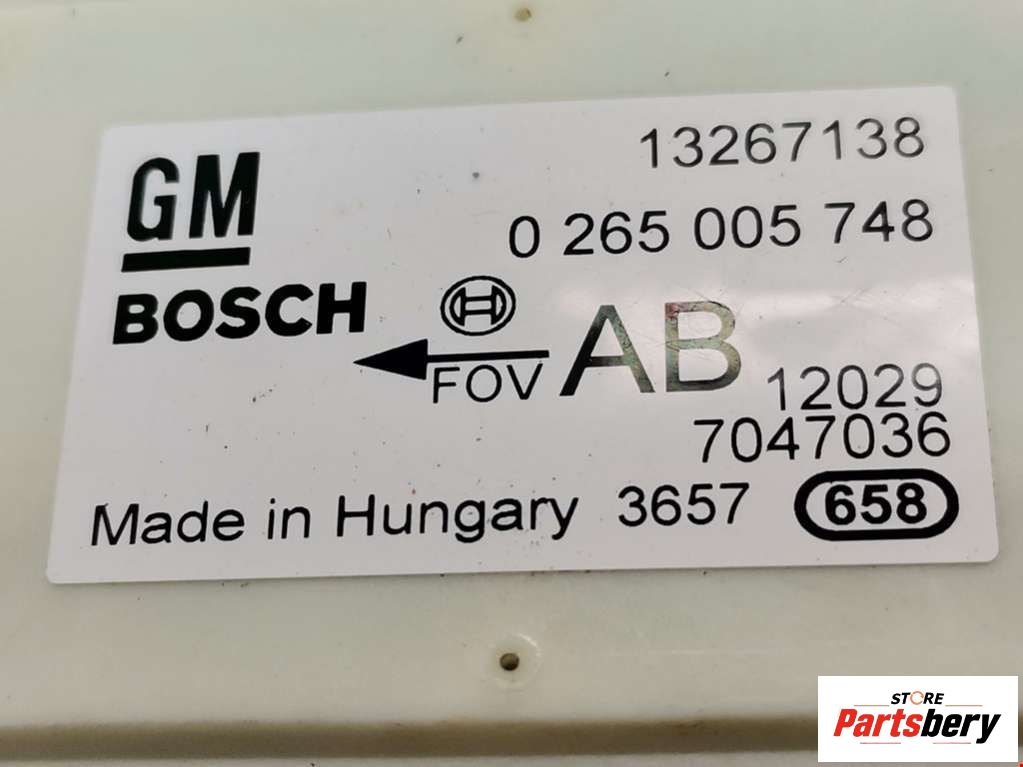 GM
13267138
0 265 005 748
BOSCH
AB
FOV
12029
7047036
Made in Hungary 3657 658
STORE
Partsbery